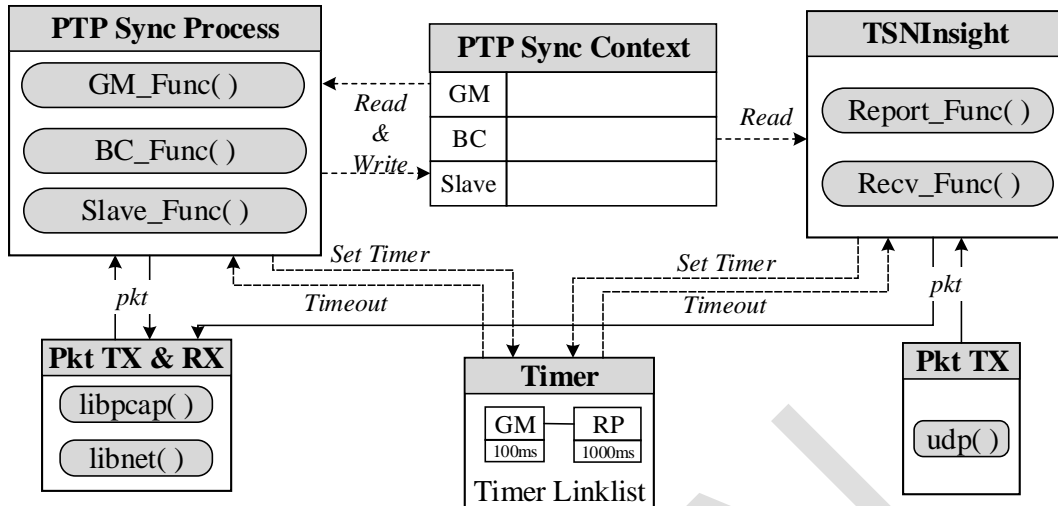 PTP Sync Process
GM_Func( )
BC_Func( )
Slave_Func( )
PTP Sync Context
GM
BC
Slave
Read
&
Write
Read
TSNInsight
Report_Func( )
Recv_Func( )
Set Timer
Timeout
Set Timer
Timeout
pkt
pkt
Pkt TX & RX
libpcap( )
libnet( )
Timer
GM
100ms
RP
1000ms
Timer Linklist
Pkt TX
udp( )